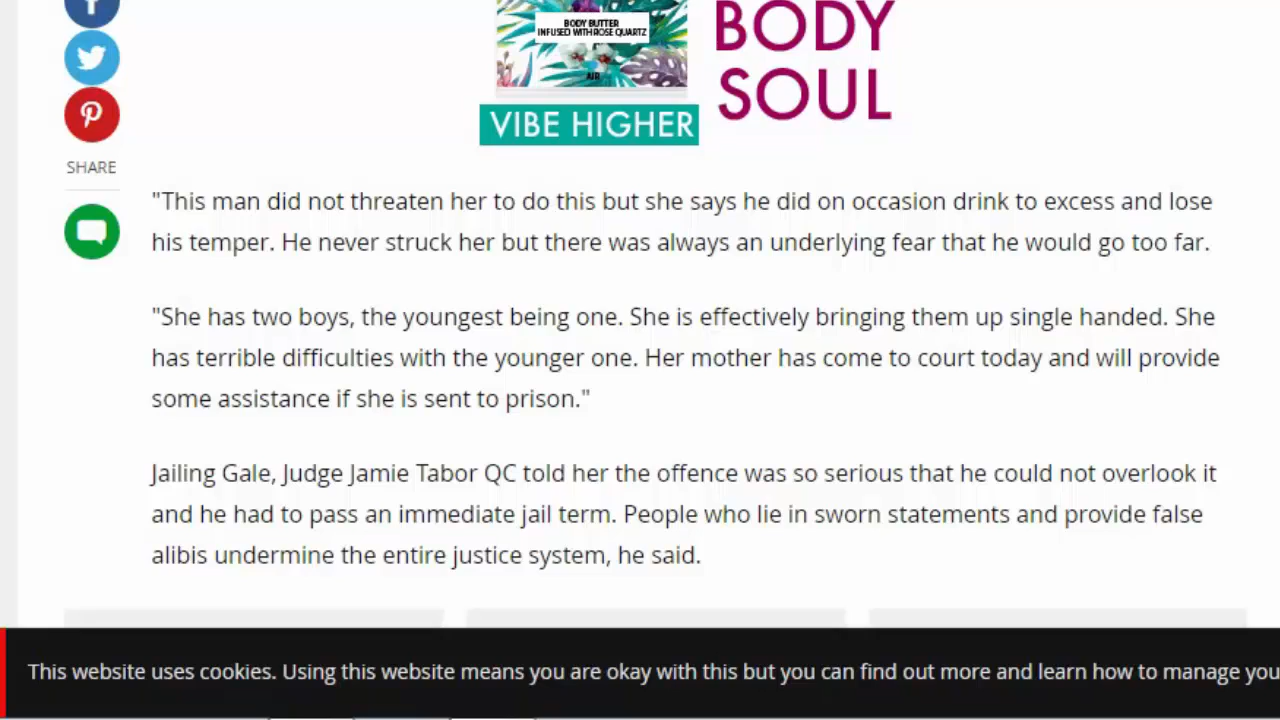 BODY BUTTER
INFUSED WITH ROSE QUARTZ
AIR
VIBE HIGHER
BODY
SOUL
SHARE
"This man did not threaten her to do this but she says he did on occasion drink to excess and lose
his temper. He never struck her but there was always an underlying fear that he would go too far.
"She has two boys, the youngest being one. She is effectively bringing them up single handed. She
has terrible difficulties with the younger one. Her mother has come to court today and will provide
some assistance if she is sent to prison."
Jailing Gale, Judge Jamie Tabor QC told her the offence was so serious that he could not overlook it
and he had to pass an immediate jail term. People who lie in sworn statements and provide false
alibis undermine the entire justice system, he said.
This website uses cookies. Using this website means you are okay with this but you can find out more and learn how to manage you